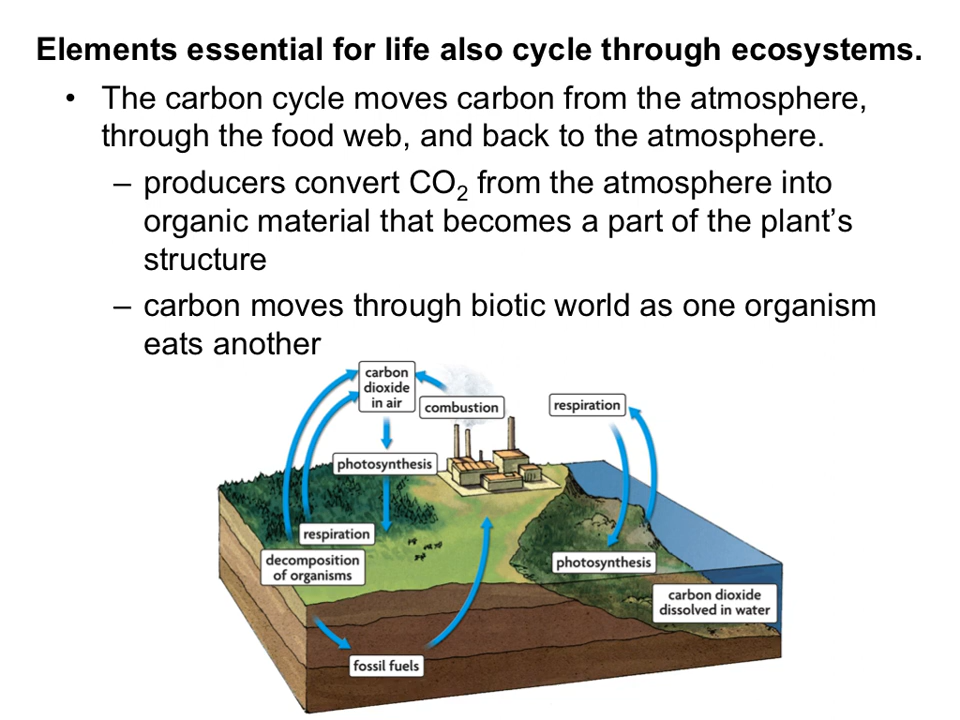 Elements essential for life also cycle through ecosystems.
• The carbon cycle moves carbon from the atmosphere,
through the food web, and back to the atmosphere.
– producers convert CO₂ from the atmosphere into
organic material that becomes a part of the plant’s
structure
– carbon moves through biotic world as one organism
eats another
carbon
dioxide
in air
combustion
respiration
photosynthesis
respiration
decomposition
of organisms
photosynthesis
carbon dioxide
dissolved in water
fossil fuels